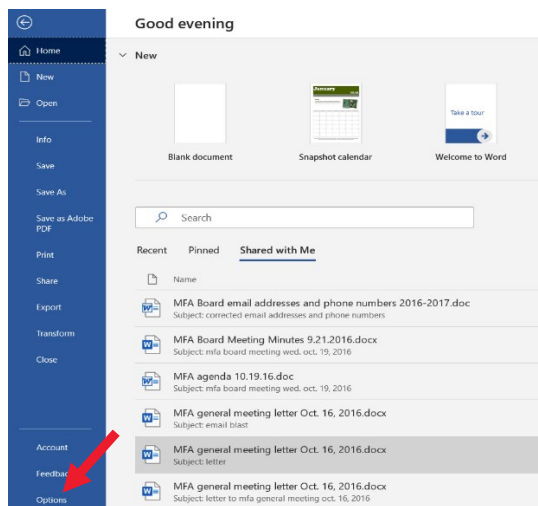 Good evening
Home
New
Open
Info
Save
Save As
Save as Adobe
PDF
Print
Share
Export
Transform
Close
Account
Feedbac
Options
New
January
Take a tour
Blank document
Snapshot calendar
Welcome to Word
Search
Recent Pinned Shared with Me
Name
MFA Board email addresses and phone numbers 2016-2017.doc
Subject: corrected email addresses and phone numbers
MFA Board Meeting Minutes 9.21.2016.docx
Subject: mfa board meeting wed. oct. 19, 2016
MFA agenda 10.19.16.doc
Subject: mfa board meeting wed. oct. 19, 2016
MFA general meeting letter Oct. 16, 2016.docx
Subject: email blast
MFA general meeting letter Oct. 16, 2016.docx
Subject: letter
MFA general meeting letter Oct. 16, 2016.docx
Subject: letter to mfa general meeting oct. 16, 2016